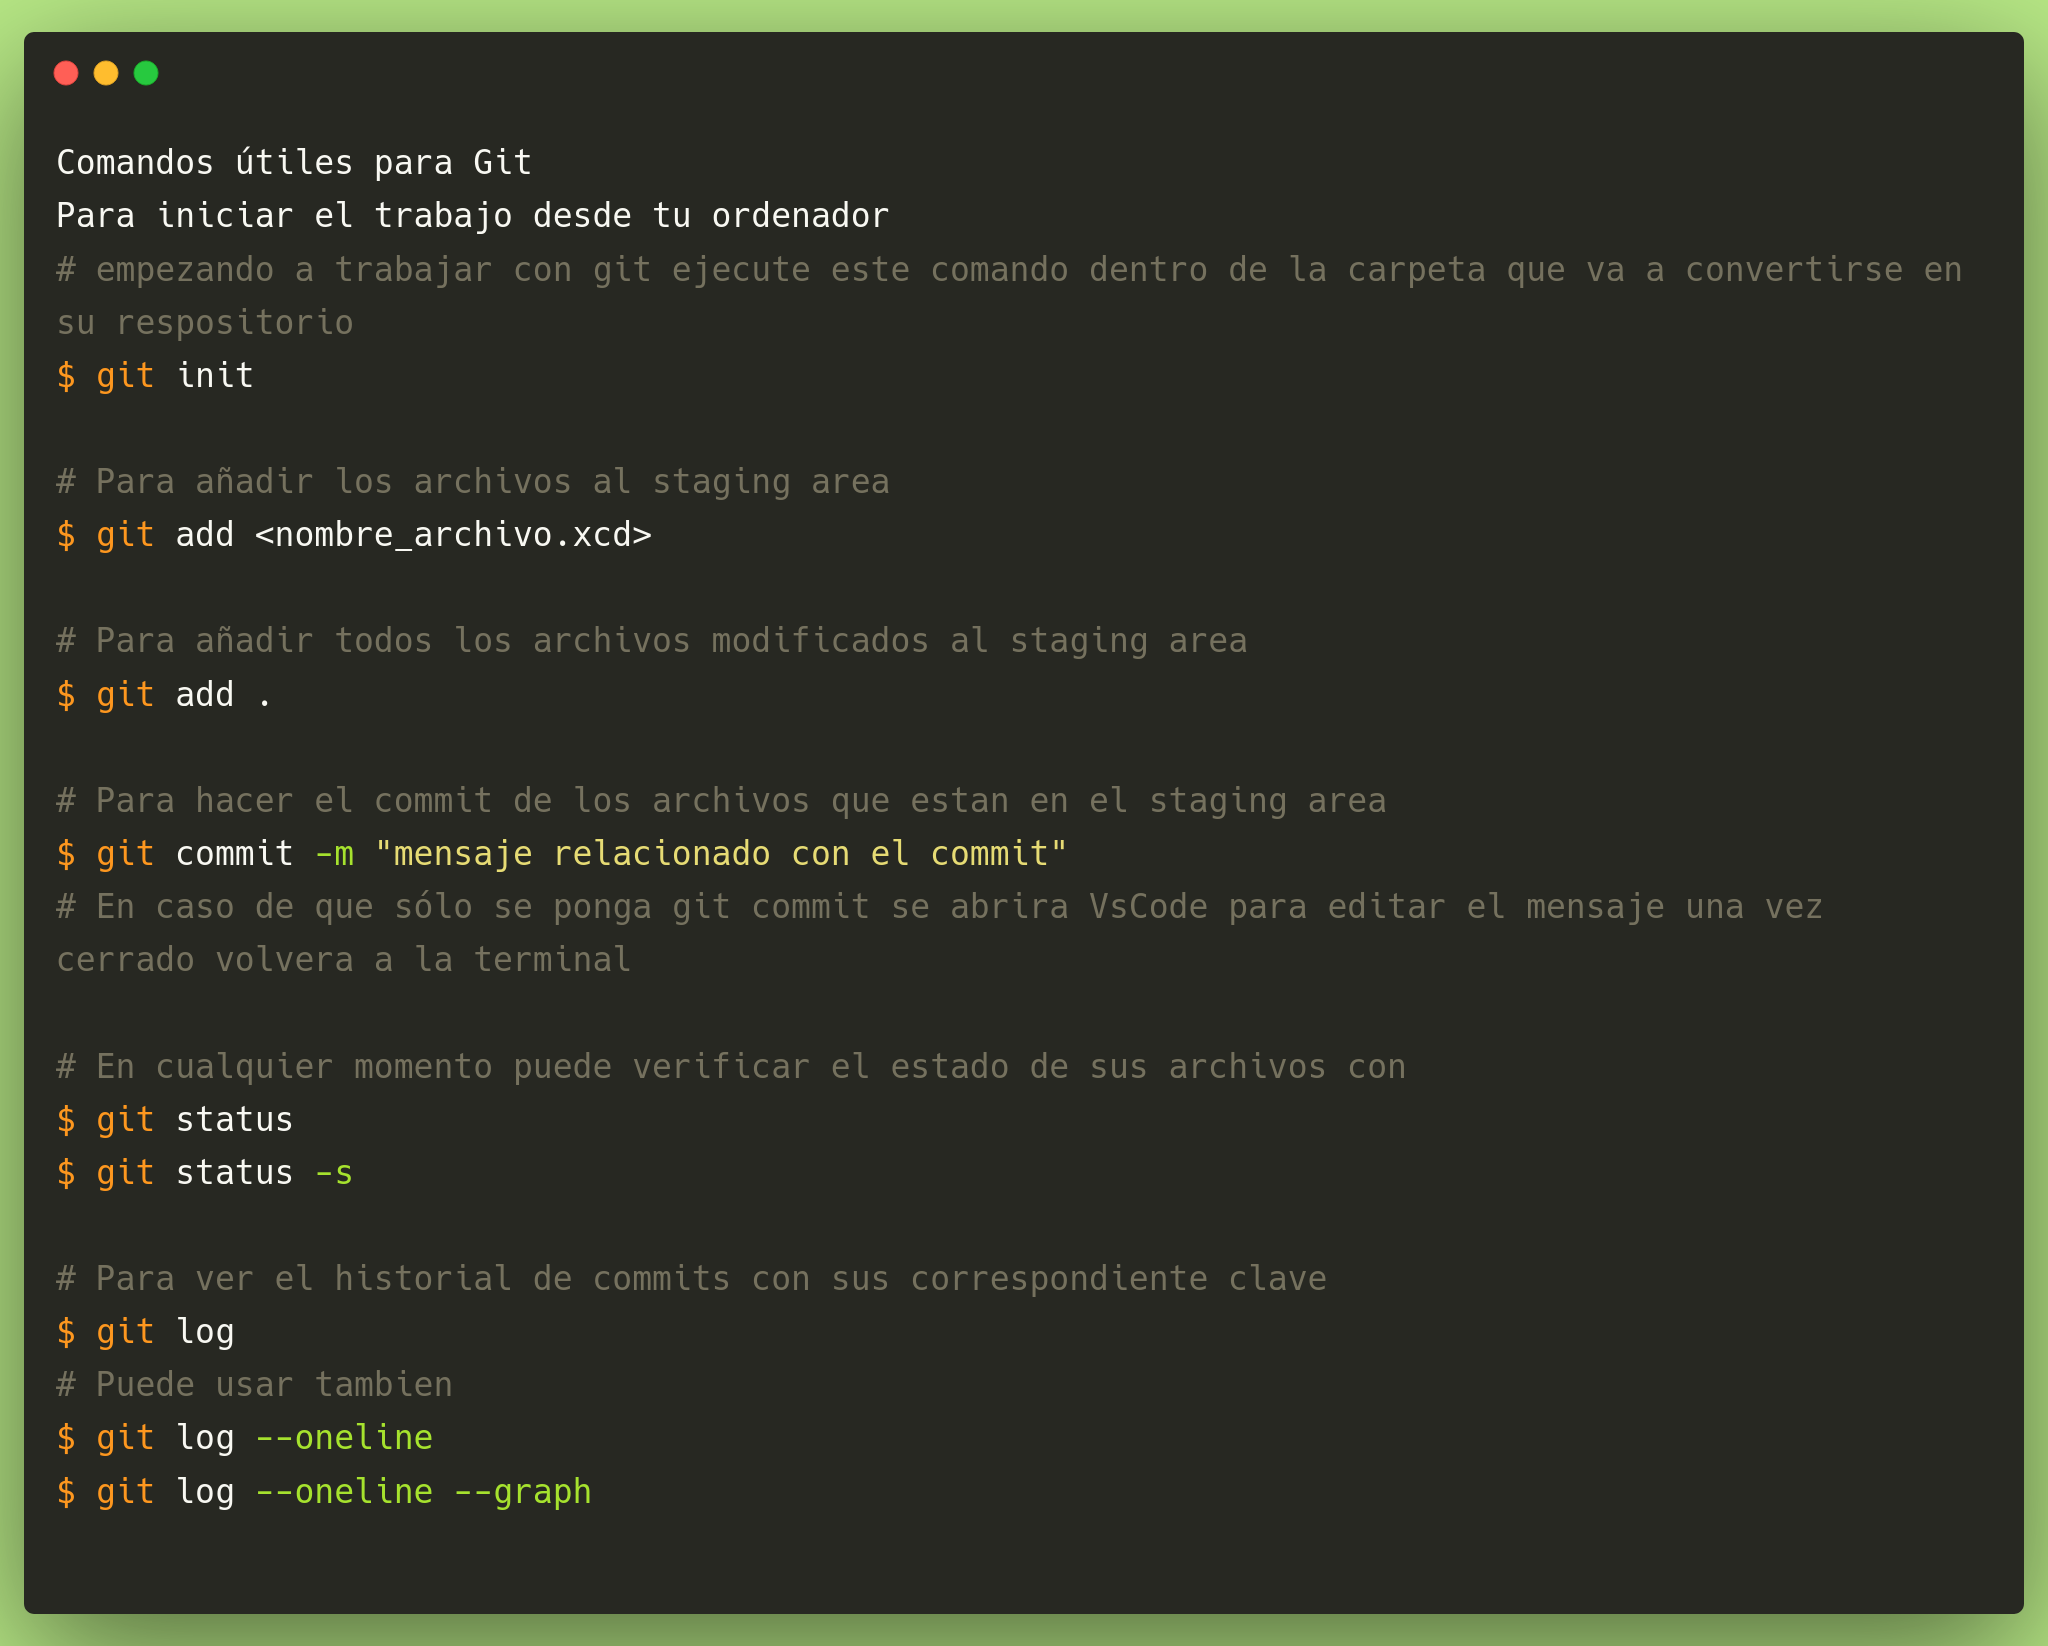 Comandos útiles para Git
Para iniciar el trabajo desde tu ordenador
# empezando a trabajar con git ejecute este comando dentro de la carpeta que va a convertirse en
su respositorio
$ git init
# Para añadir los archivos al staging area
$ git add <nombre_archivo.xcd>
# Para añadir todos los archivos modificados al staging area
$ git add .
# Para hacer el commit de los archivos que estan en el staging area
$ git commit -m "mensaje relacionado con el commit"
# En caso de que sólo se ponga git commit se abrira VsCode para editar el mensaje una vez
cerrado volvera a la terminal
# En cualquier momento puede verificar el estado de sus archivos con
$ git status
$ git status -s
# Para ver el historial de commits con sus correspondiente clave
$ git log
# Puede usar tambien
$ git log --oneline
$ git log --oneline --graph